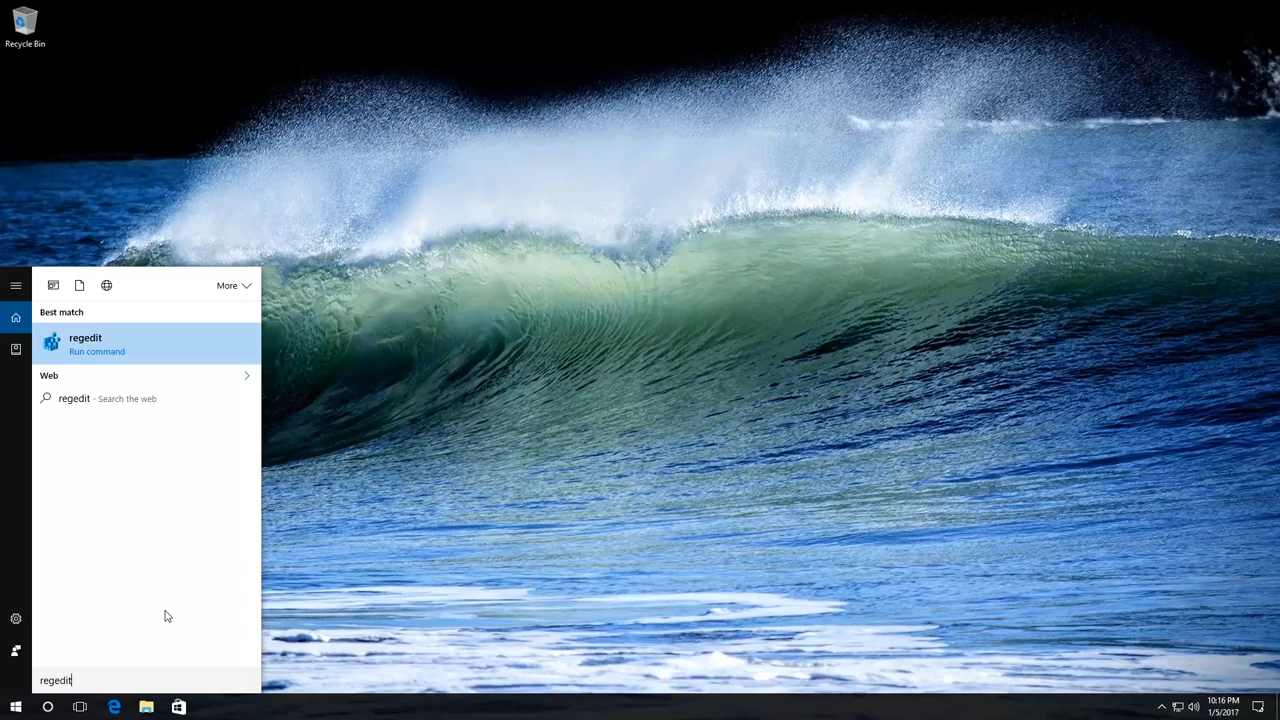 Recycle Bin
More
Best match
regedit
Run command
Web
regedit - Search the web
regedit
10:16 PM
1/5/2017